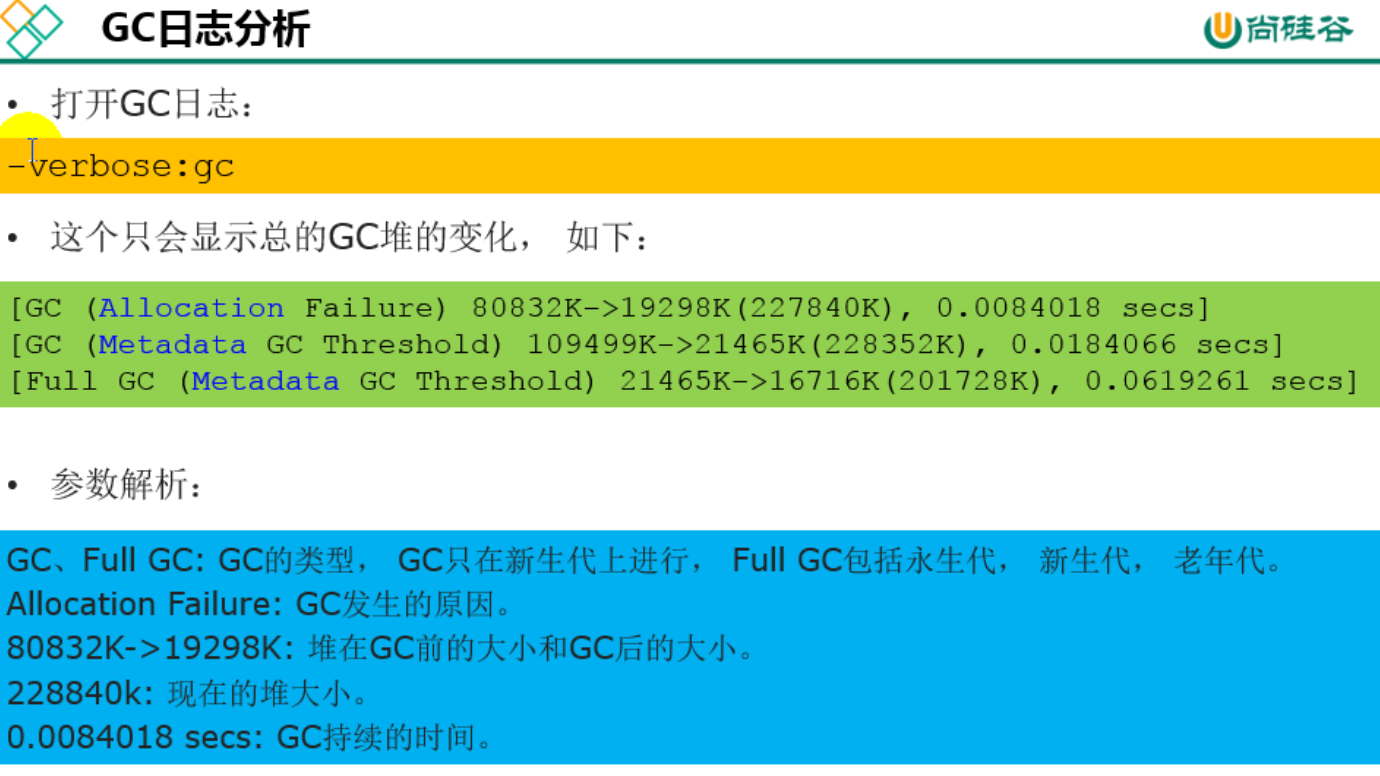 GC日志分析
尚硅谷
• 打开GC日志：
-verbose:gc
• 这个只会显示总的GC堆的变化， 如下：
[GC (Allocation Failure) 80832K->19298K(227840K), 0.0084018 secs]
[GC (Metadata GC Threshold) 109499K->21465K(228352K), 0.0184066 secs]
[Full GC (Metadata GC Threshold) 21465K->16716K(201728K), 0.0619261 secs]
• 参数解析：
GC、Full GC: GC的类型， GC只在新生代上进行， Full GC包括永生代， 新生代， 老年代。
Allocation Failure: GC发生的原因。
80832K->19298K: 堆在GC前的大小和GC后的大小。
228840k: 现在的堆大小。
0.0084018 secs: GC持续的时间。